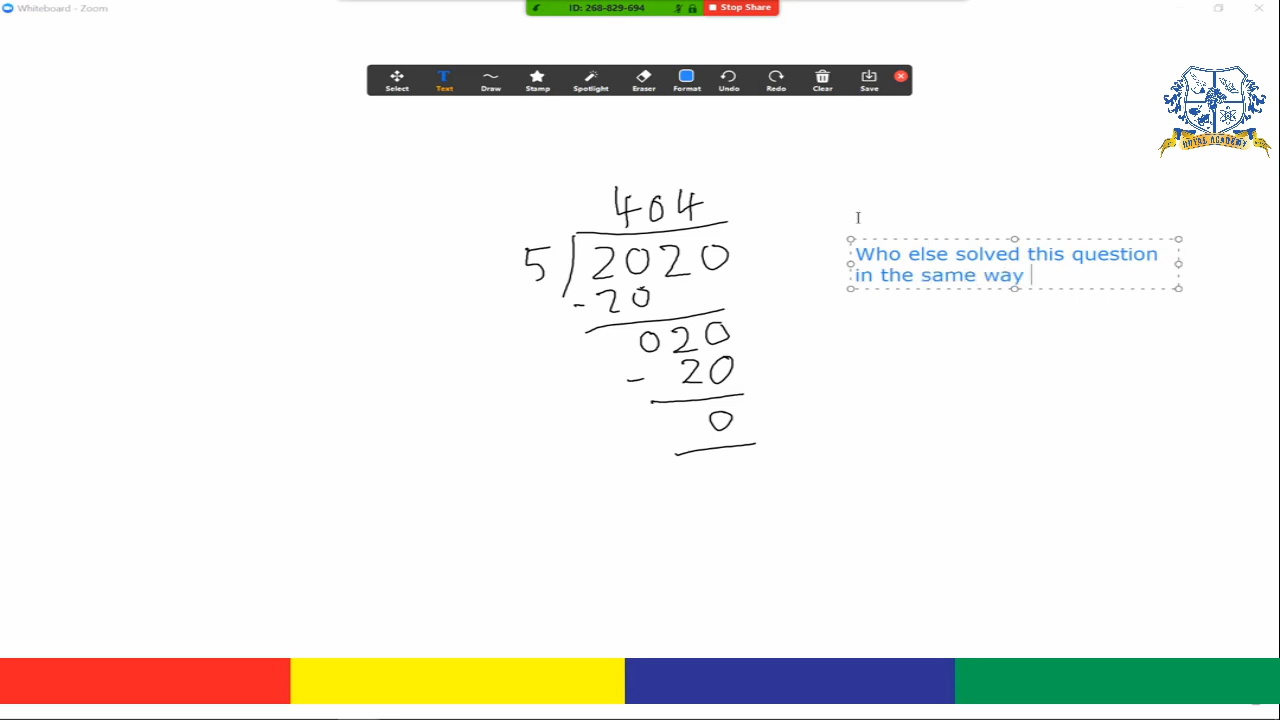 Whiteboard - Zoom
ID: 268-829-694
Stop Share
Select
Text
Draw
Stamp
Spotlight
Eraser
Format
Undo
Redo
Clear
Save
404
5 2020
-20
020
- 20
0
Who else solved this question
in the same way